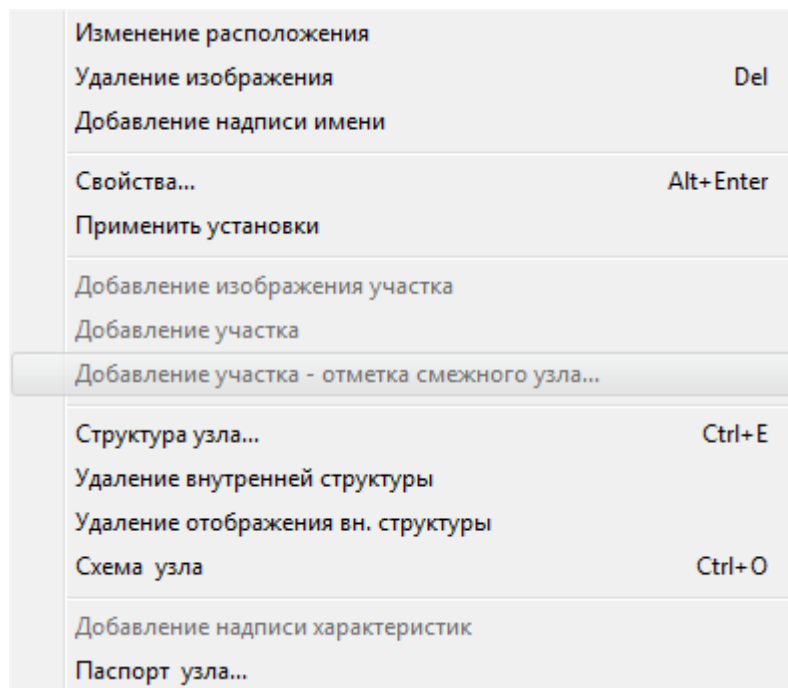 Изменение расположения
Удаление изображения Del
Добавление надписи имени
Свойства... Alt+Enter
Применить установки
Добавление изображения участка
Добавление участка
Добавление участка - отметка смежного узла...
Структура узла... Ctrl+E
Удаление внутренней структуры
Удаление отображения вн. структуры
Схема узла Ctrl+O
Добавление надписи характеристик
Паспорт узла...